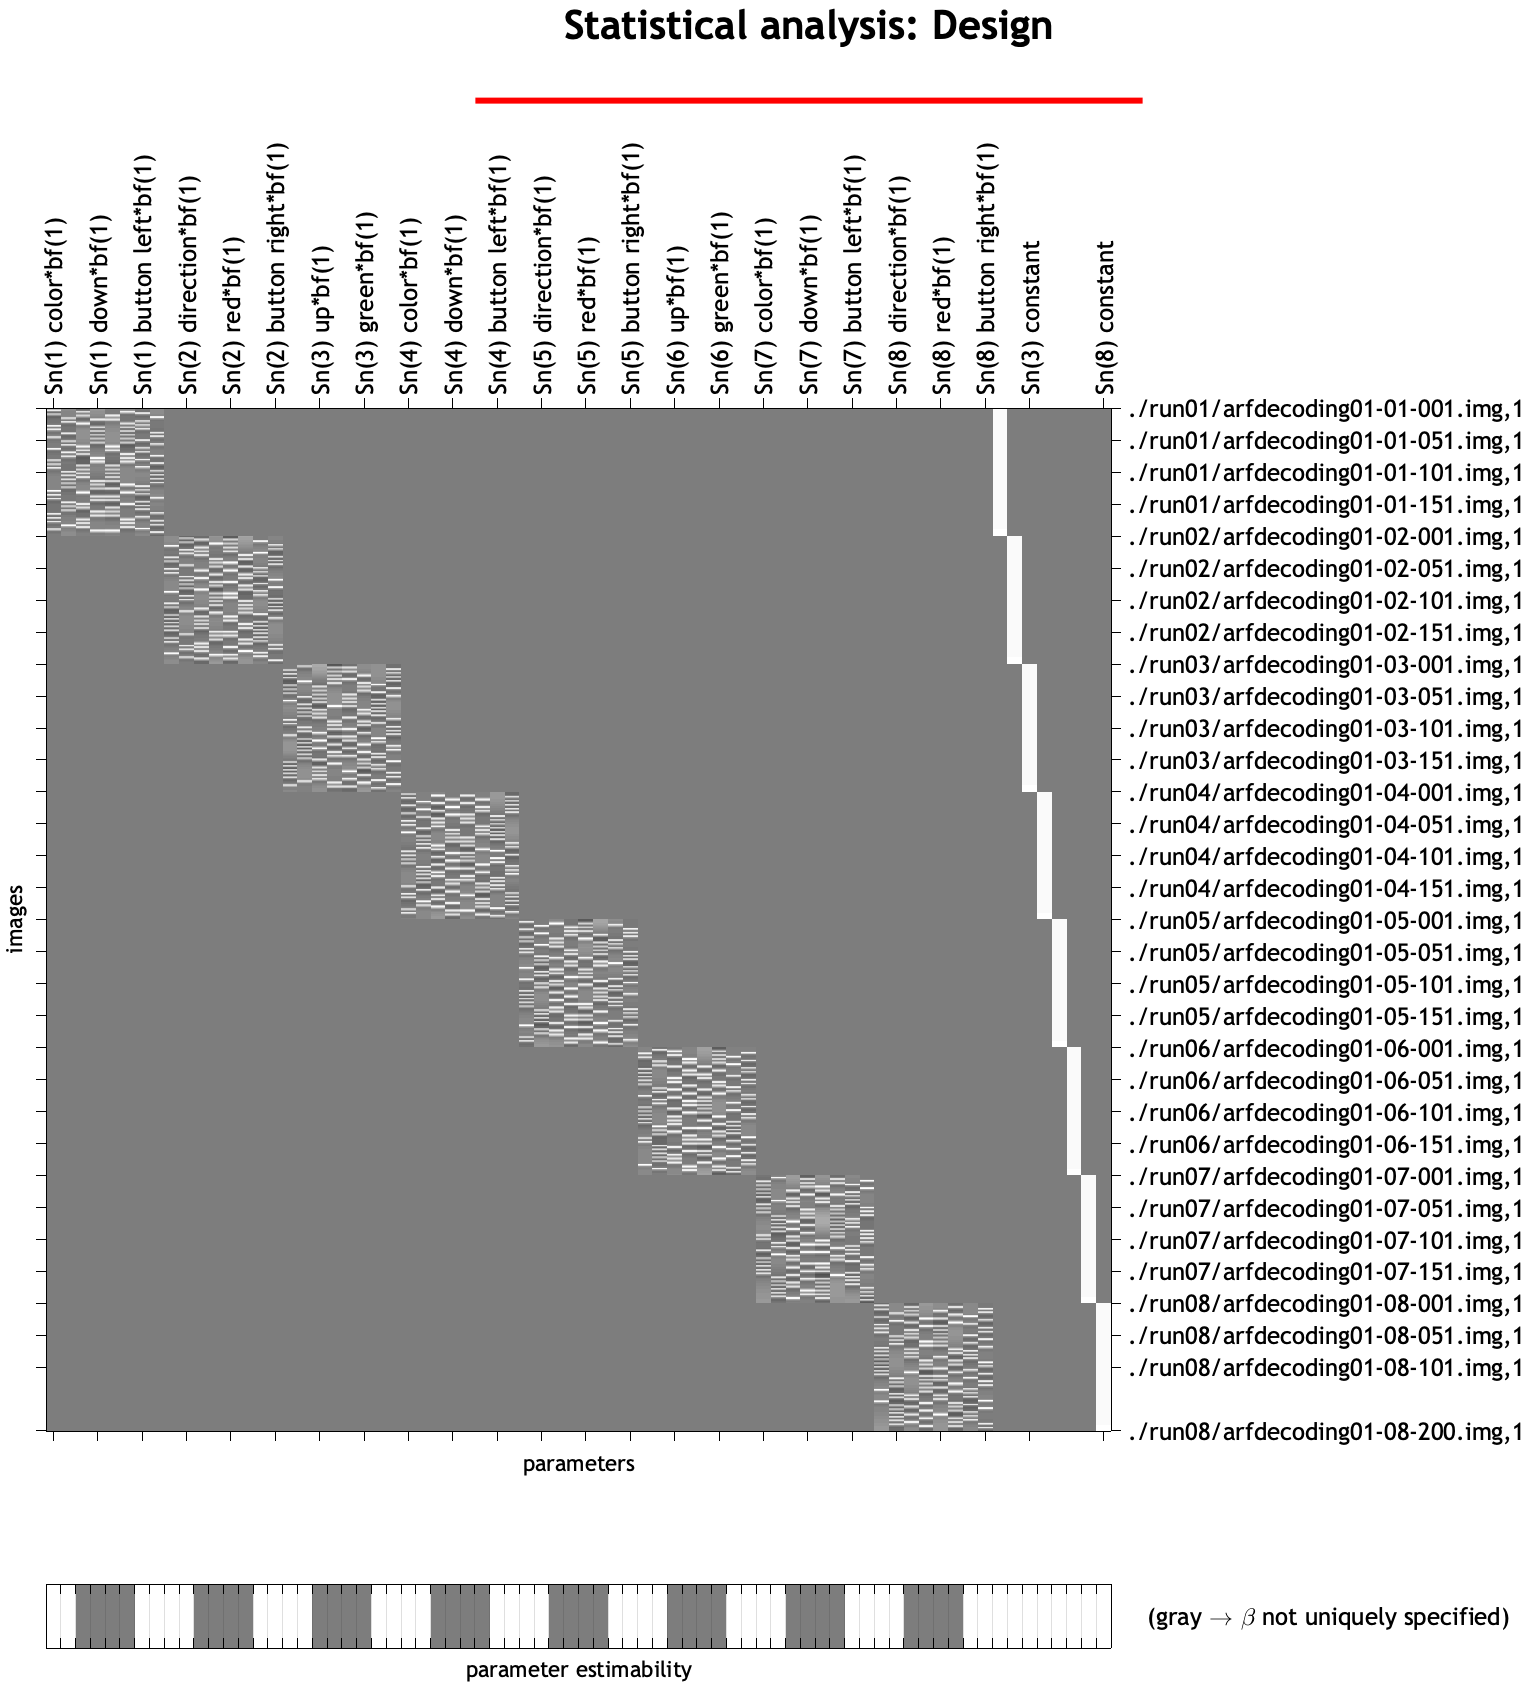 Statistical analysis: Design
Sn(1) color*bf(1)
Sn(1) down*bf(1)
Sn(1) button left*bf(1)
Sn(2) direction*bf(1)
Sn(2) red*bf(1)
Sn(2) button right*bf(1)
Sn(3) up*bf(1)
Sn(3) green*bf(1)
Sn(4) color*bf(1)
Sn(4) down*bf(1)
Sn(4) button left*bf(1)
Sn(5) direction*bf(1)
Sn(5) red*bf(1)
Sn(5) button right*bf(1)
Sn(6) up*bf(1)
Sn(6) green*bf(1)
Sn(7) color*bf(1)
Sn(7) down*bf(1)
Sn(7) button left*bf(1)
Sn(8) direction*bf(1)
Sn(8) red*bf(1)
Sn(8) button right*bf(1)
Sn(3) constant
Sn(8) constant
./run01/arfdecoding01-01-001.img,1
./run01/arfdecoding01-01-051.img,1
./run01/arfdecoding01-01-101.img,1
./run01/arfdecoding01-01-151.img,1
./run02/arfdecoding01-02-001.img,1
./run02/arfdecoding01-02-051.img,1
./run02/arfdecoding01-02-101.img,1
./run02/arfdecoding01-02-151.img,1
./run03/arfdecoding01-03-001.img,1
./run03/arfdecoding01-03-051.img,1
./run03/arfdecoding01-03-101.img,1
./run03/arfdecoding01-03-151.img,1
./run04/arfdecoding01-04-001.img,1
./run04/arfdecoding01-04-051.img,1
./run04/arfdecoding01-04-101.img,1
./run04/arfdecoding01-04-151.img,1
./run05/arfdecoding01-05-001.img,1
./run05/arfdecoding01-05-051.img,1
./run05/arfdecoding01-05-101.img,1
./run05/arfdecoding01-05-151.img,1
./run06/arfdecoding01-06-001.img,1
./run06/arfdecoding01-06-051.img,1
./run06/arfdecoding01-06-101.img,1
./run06/arfdecoding01-06-151.img,1
./run07/arfdecoding01-07-001.img,1
./run07/arfdecoding01-07-051.img,1
./run07/arfdecoding01-07-101.img,1
./run07/arfdecoding01-07-151.img,1
./run08/arfdecoding01-08-001.img,1
./run08/arfdecoding01-08-051.img,1
./run08/arfdecoding01-08-101.img,1
./run08/arfdecoding01-08-200.img,1
images
parameters
(gray → β not uniquely specified)
parameter estimability